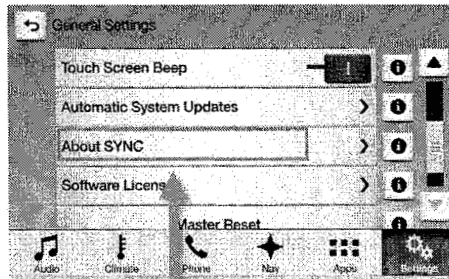 General Settings
Touch Screen Beep
Automatic System Updates
About SYNC
Software Licens
Master Reset
Audio
Climate
Phone
Nav
Apps
Settings